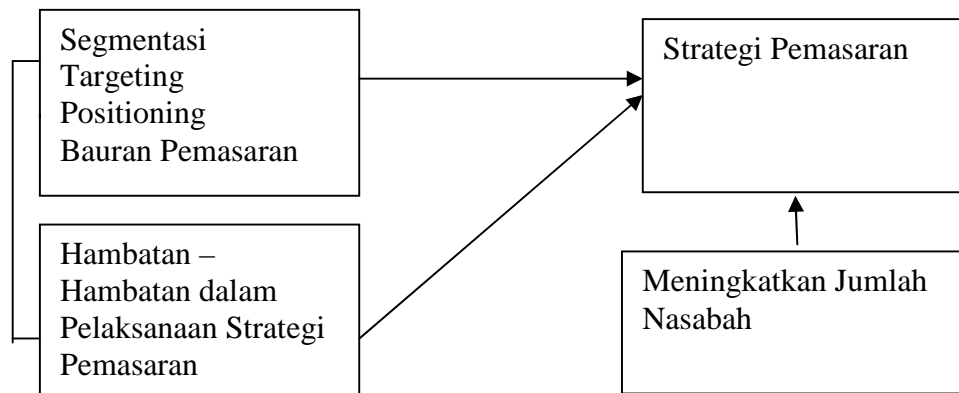 Segmentasi
Targeting
Positioning
Bauran Pemasaran
Strategi Pemasaran
Hambatan –
Hambatan dalam
Pelaksanaan Strategi
Pemasaran
Meningkatkan Jumlah
Nasabah